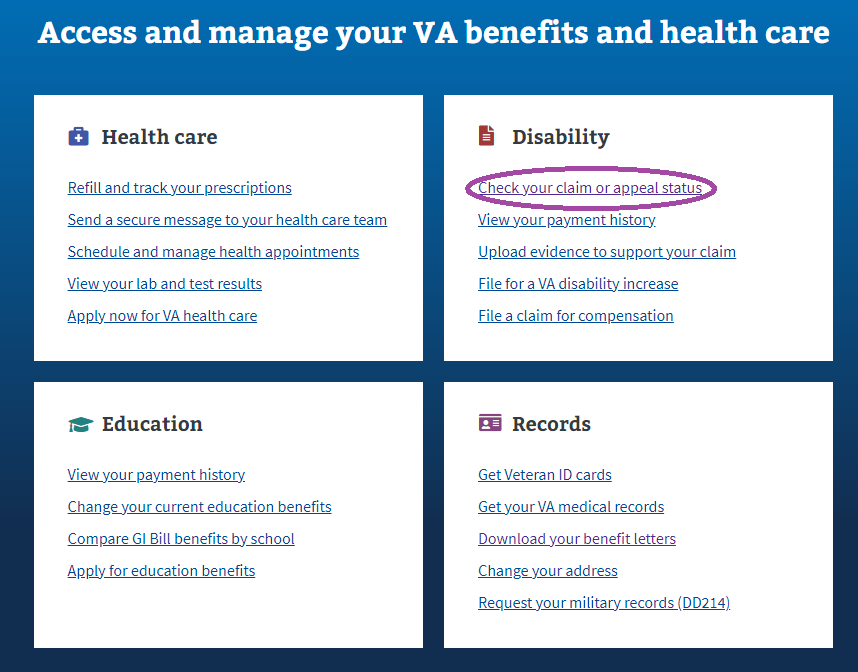 Access and manage your VA benefits and health care
Health care
Refill and track your prescriptions
Send a secure message to your health care team
Schedule and manage health appointments
View your lab and test results
Apply now for VA health care
Disability
Check your claim or appeal status
View your payment history
Upload evidence to support your claim
File for a VA disability increase
File a claim for compensation
Education
View your payment history
Change your current education benefits
Compare GI Bill benefits by school
Apply for education benefits
Records
Get Veteran ID cards
Get your VA medical records
Download your benefit letters
Change your address
Request your military records (DD214)